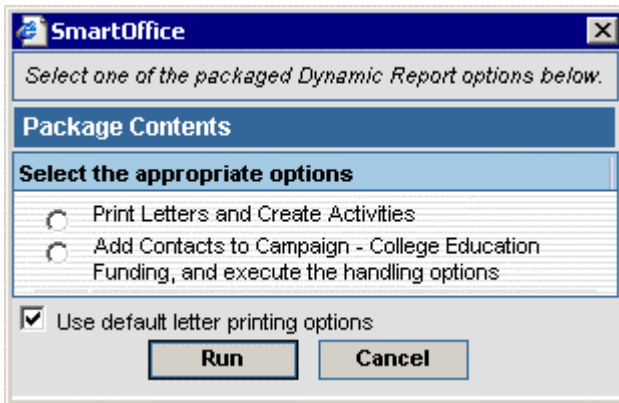 SmartOffice
Select one of the packaged Dynamic Report options below.
Package Contents
Select the appropriate options
Print Letters and Create Activities
Add Contacts to Campaign - College Education
Funding, and execute the handling options
Use default letter printing options
Run Cancel